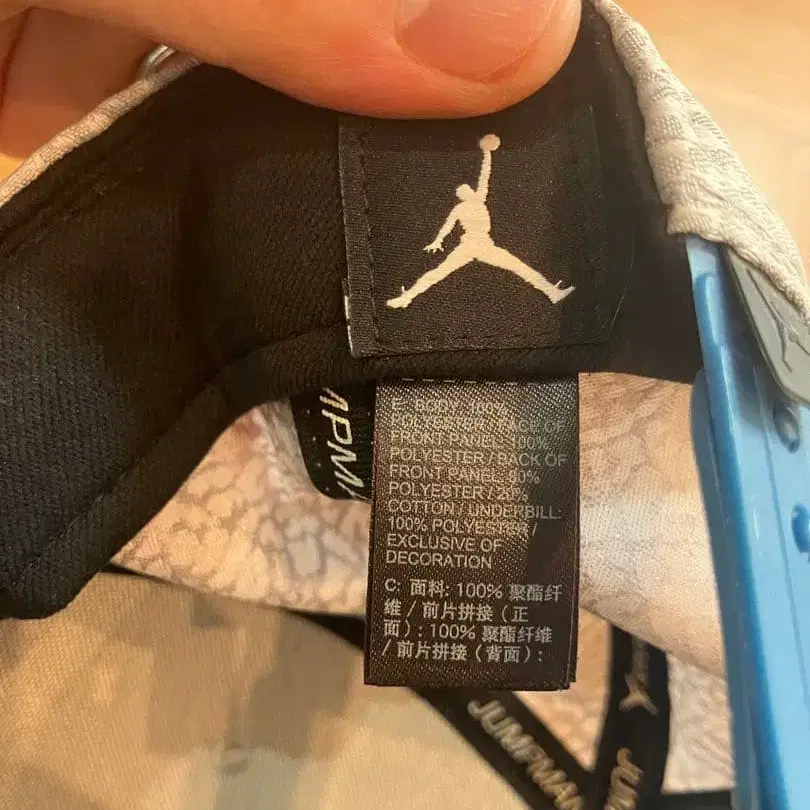 E: BODY: 100%
POLYESTER / FACE OF
FRONT PANEL: 100%
POLYESTER / BACK OF
FRONT PANEL: 80%
POLYESTER / 20%
COTTON / UNDERBILL:
100% POLYESTER /
EXCLUSIVE OF
DECORATION
C: 面料: 100% 聚酯纤
维 / 前片拼接（正
面）: 100% 聚酯纤维
/ 前片拼接（背面）:
MPMA
JUMPMAN
JUM